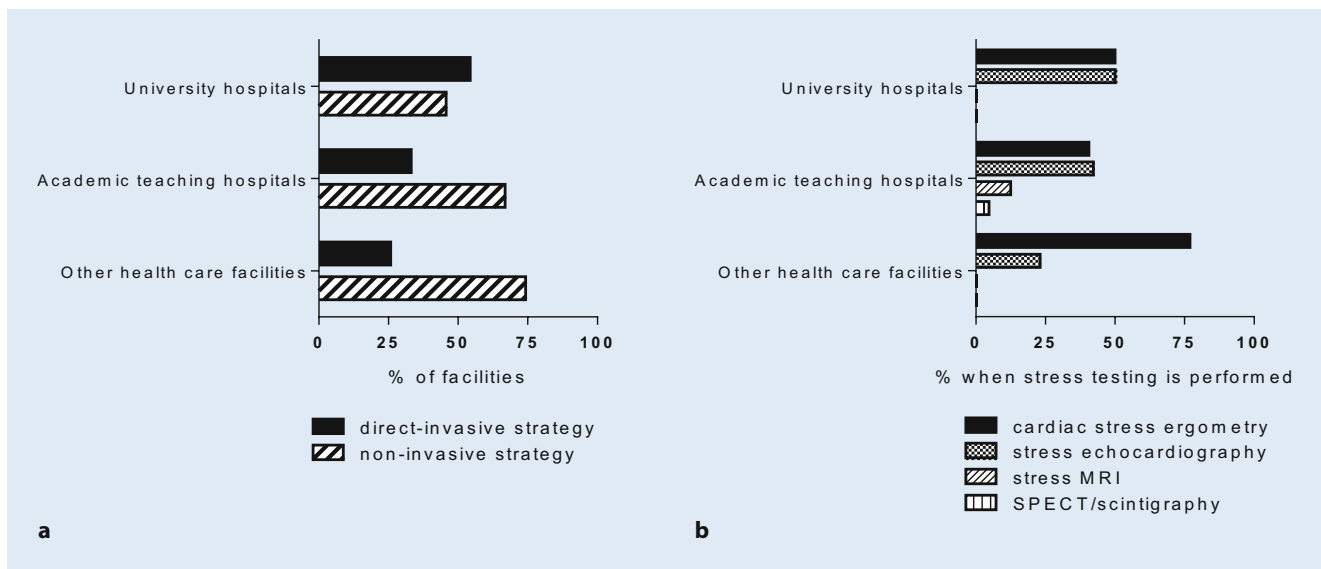 University hospitals
Academic teaching hospitals
Other health care facilities
0 25 50 75 100
% of facilities
direct-invasive strategy
non-invasive strategy
a
University hospitals
Academic teaching hospitals
Other health care facilities
0 25 50 75 100
% when stress testing is performed
cardiac stress ergometry
stress echocardiography
stress MRI
SPECT/scintigraphy
b